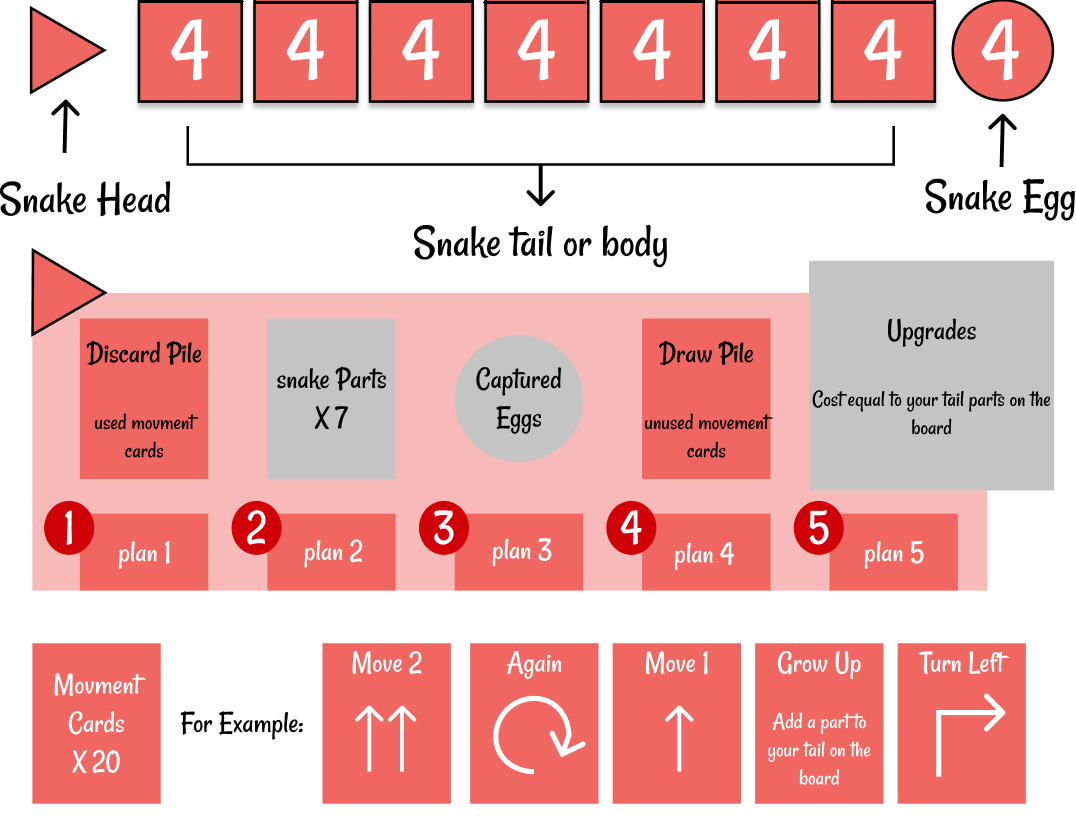 4 4 4 4 4 4 4 4
Snake Head
Snake Egg
Snake tail or body
Discard Pile
used movment
cards
snake Parts
X 7
Captured
Eggs
Draw Pile
unused movement
cards
Upgrades
Cost equal to your tail parts on the
board
1 plan 1
2 plan 2
3 plan 3
4 plan 4
5 plan 5
Movment
Cards
X 20
For Example:
Move 2
Again
Move 1
Grow Up
Add a part to
your tail on the
board
Turn Left